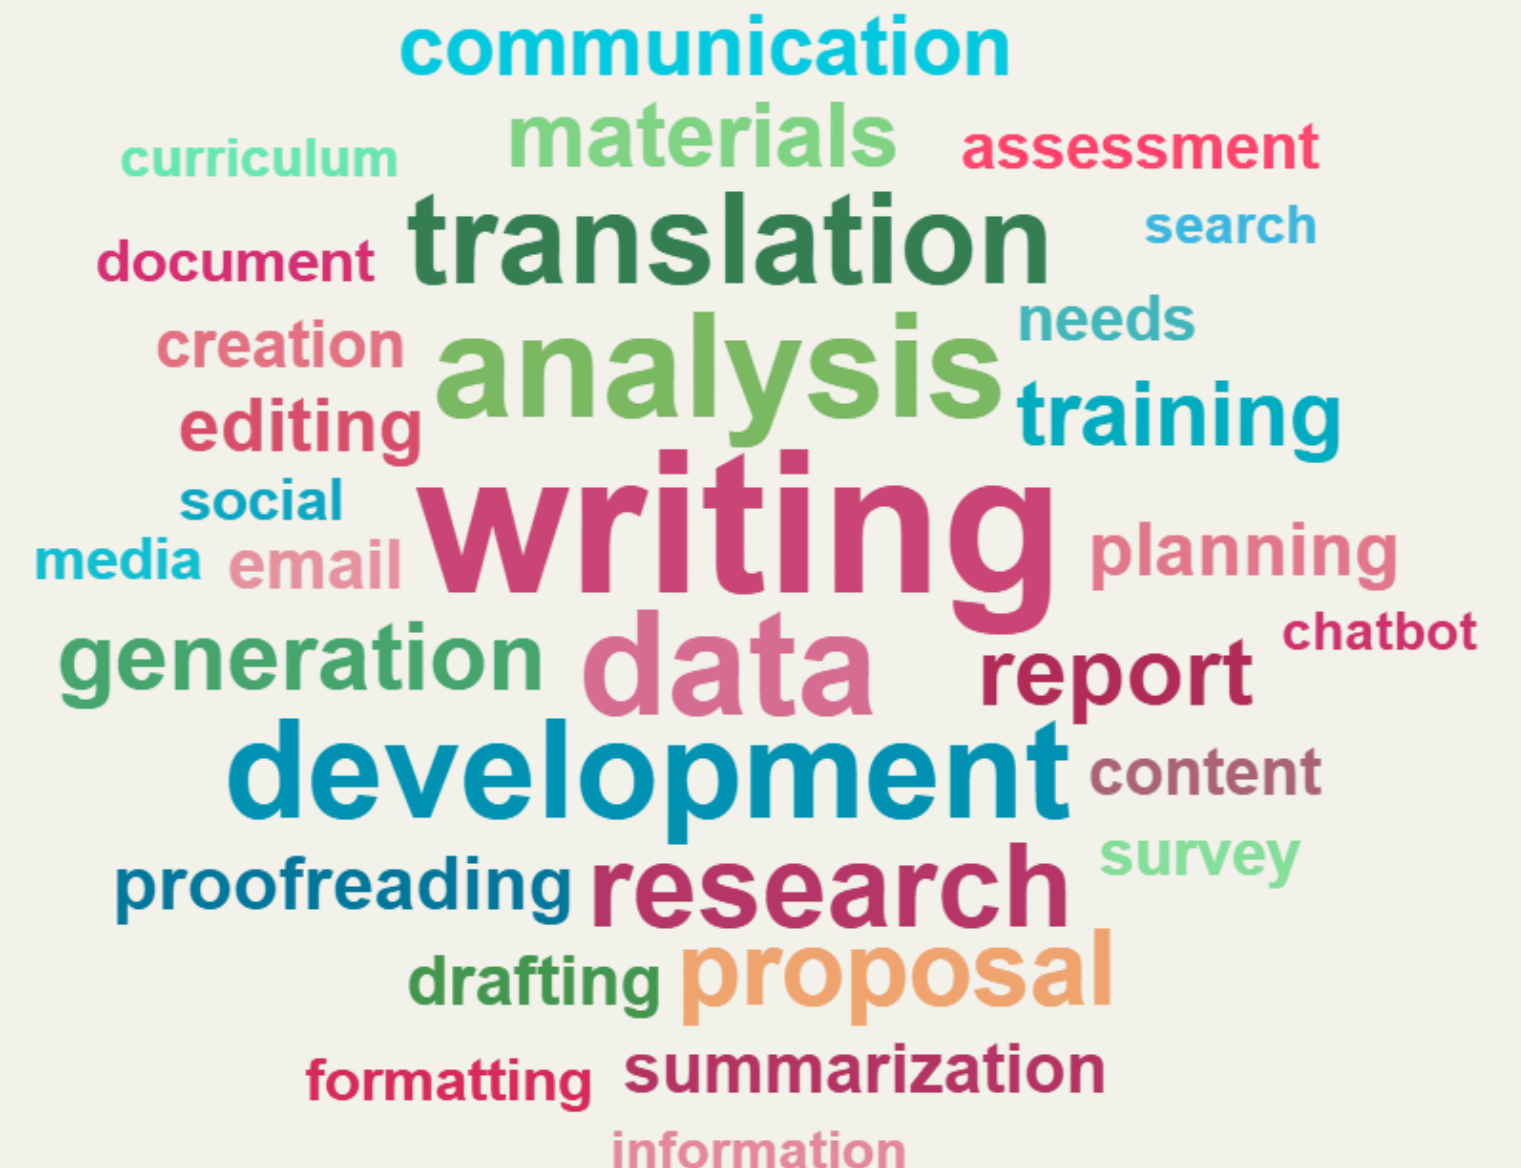 communication
materials
curriculum
assessment
translation
search
document
needs
creation
analysis
editing
training
social
writing
media
email
planning
generation
data
report
chatbot
development
content
survey
proofreading
research
drafting
proposal
formatting
summarization
information